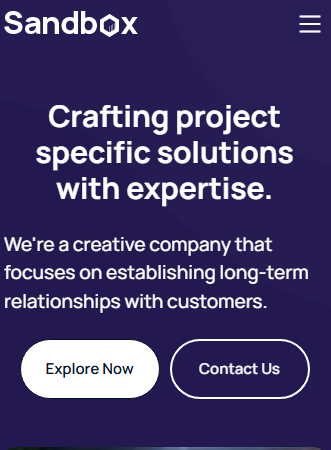 Sandbox
Crafting project
specific solutions
with expertise.
We're a creative company that
focuses on establishing long-term
relationships with customers.
Explore Now
Contact Us